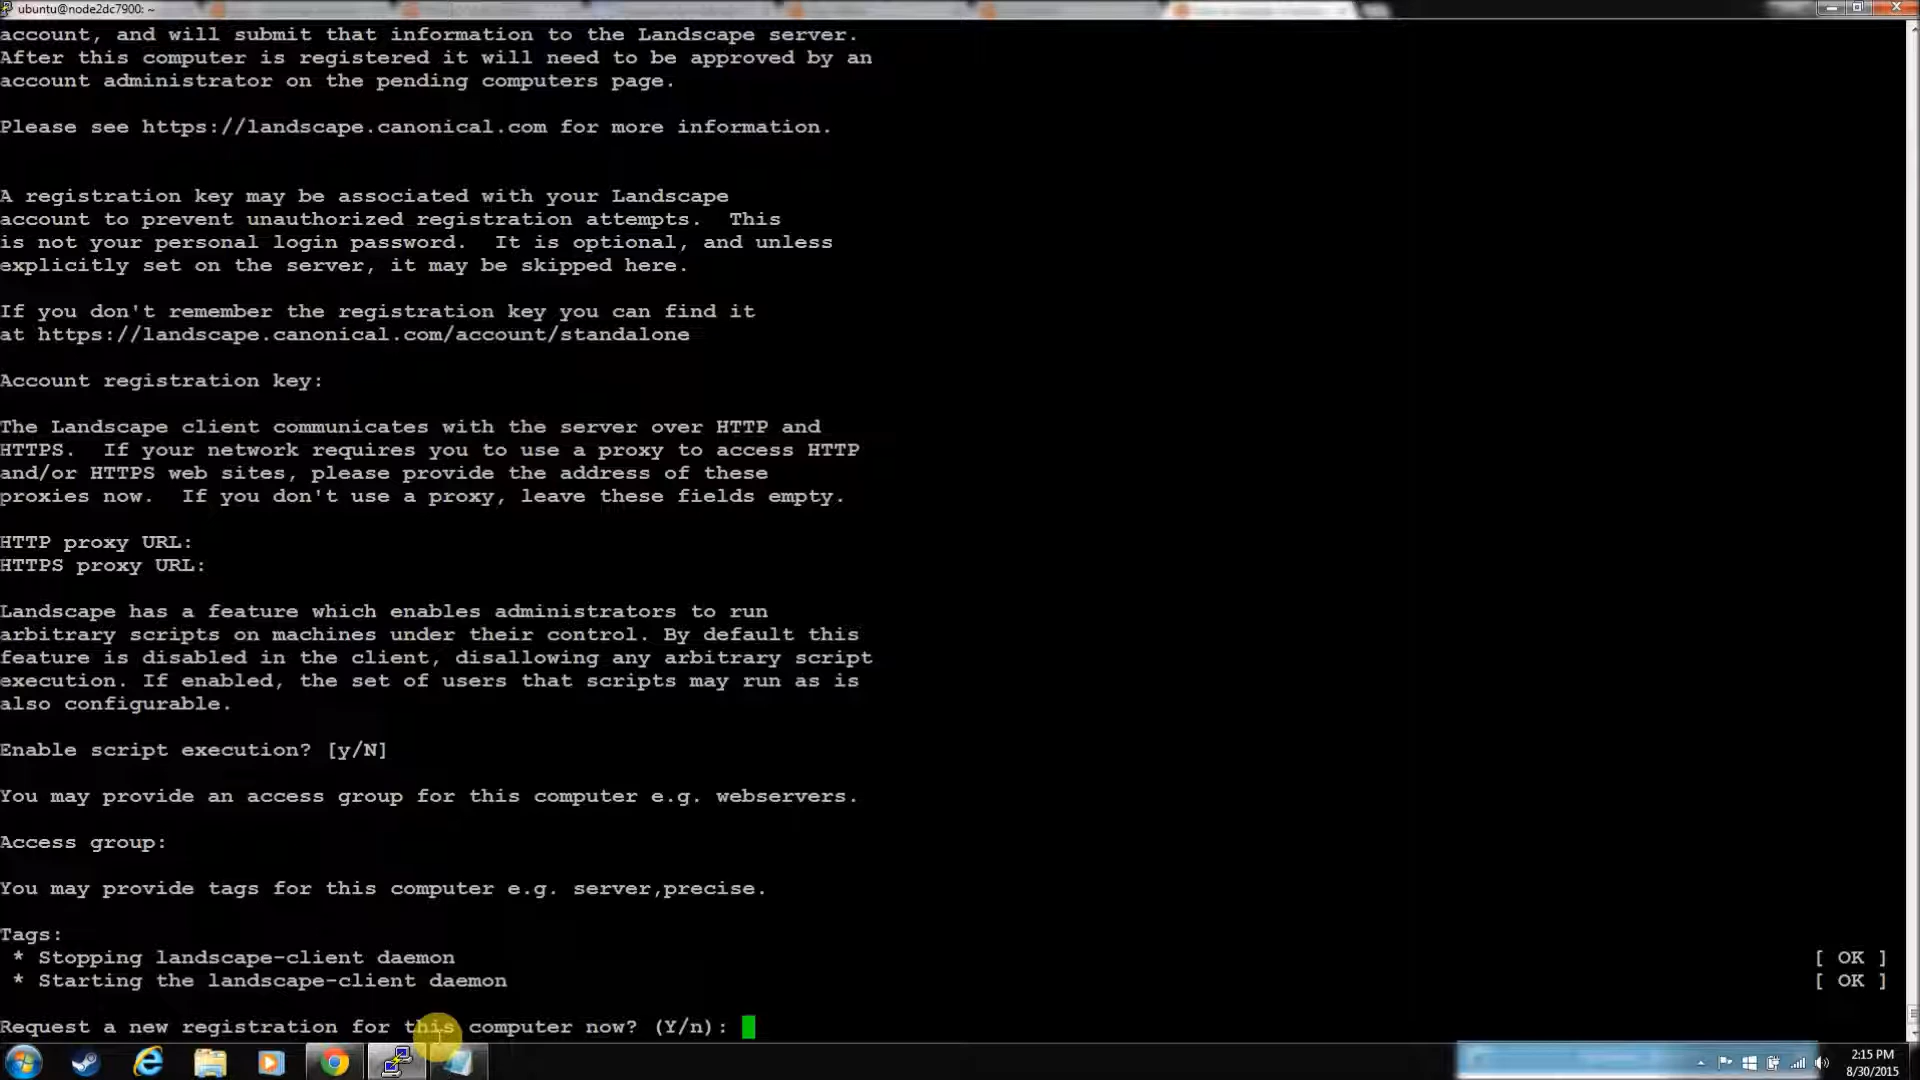 ubuntu@node2dc7900: ~
account, and will submit that information to the Landscape server.
After this computer is registered it will need to be approved by an
account administrator on the pending computers page.
Please see https://landscape.canonical.com for more information.
A registration key may be associated with your Landscape
account to prevent unauthorized registration attempts.  This
is not your personal login password.  It is optional, and unless
explicitly set on the server, it may be skipped here.
If you don't remember the registration key you can find it
at https://landscape.canonical.com/account/standalone
Account registration key:
The Landscape client communicates with the server over HTTP and
HTTPS.  If your network requires you to use a proxy to access HTTP
and/or HTTPS web sites, please provide the address of these
proxies now.  If you don't use a proxy, leave these fields empty.
HTTP proxy URL:
HTTPS proxy URL:
Landscape has a feature which enables administrators to run
arbitrary scripts on machines under their control. By default this
feature is disabled in the client, disallowing any arbitrary script
execution. If enabled, the set of users that scripts may run as is
also configurable.
Enable script execution? [y/N]
You may provide an access group for this computer e.g. webservers.
Access group:
You may provide tags for this computer e.g. server,precise.
Tags:
* Stopping landscape-client daemon [ OK ]
* Starting the landscape-client daemon [ OK ]
Request a new registration for this computer now? (Y/n):
2:15 PM
8/30/2015